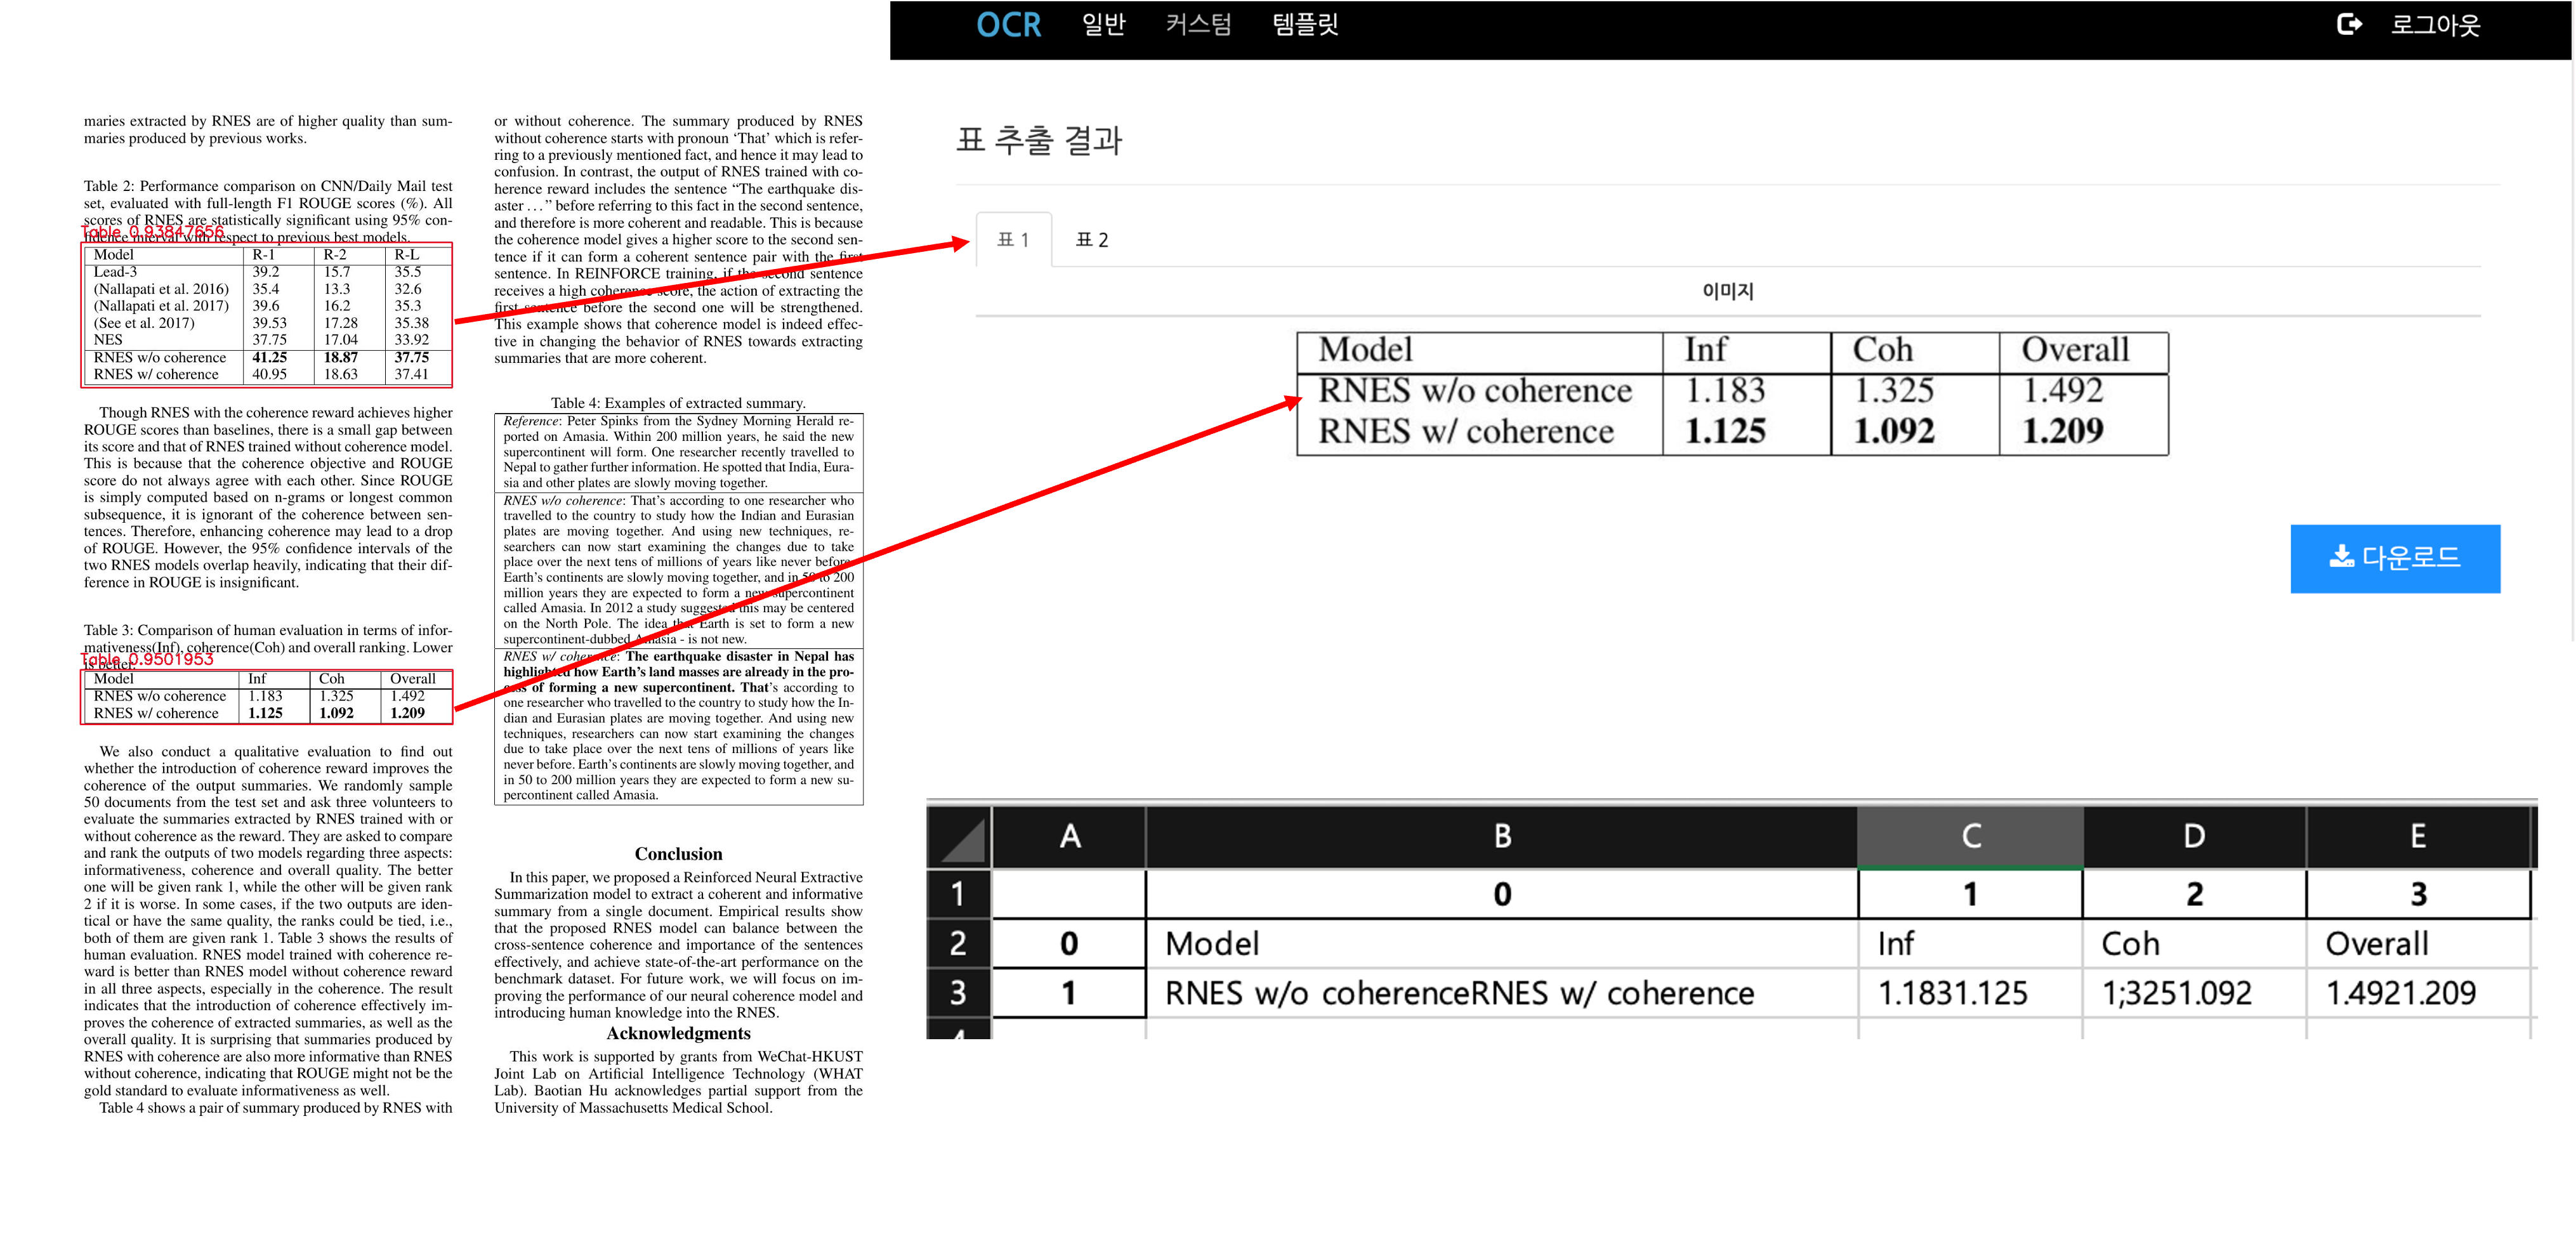 maries extracted by RNES are of higher quality than sum-
maries produced by previous works.
Table 2: Performance comparison on CNN/Daily Mail test
set, evaluated with full-length F1 ROUGE scores (%). All
scores of RNES are statistically significant using 95% con-
fidence interval with respect to previous best models.
Table 0.93847656
Model R-1 R-2 R-L
Lead-3 39.2 15.7 35.5
(Nallapati et al. 2016) 35.4 13.3 32.6
(Nallapati et al. 2017) 39.6 16.2 35.3
(See et al. 2017) 39.53 17.28 35.38
NES 37.75 17.04 33.92
RNES w/o coherence 41.25 18.87 37.75
RNES w/ coherence 40.95 18.63 37.41
Though RNES with the coherence reward achieves higher
ROUGE scores than baselines, there is a small gap between
its score and that of RNES trained without coherence model.
This is because that the coherence objective and ROUGE
score do not always agree with each other. Since ROUGE
is simply computed based on n-grams or longest common
subsequence, it is ignorant of the coherence between sen-
tences. Therefore, enhancing coherence may lead to a drop
of ROUGE. However, the 95% confidence intervals of the
two RNES models overlap heavily, indicating that their dif-
ference in ROUGE is insignificant.
Table 3: Comparison of human evaluation in terms of infor-
mativeness(Inf), coherence(Coh) and overall ranking. Lower
is better.
Table 0.9501953
Model Inf Coh Overall
RNES w/o coherence 1.183 1.325 1.492
RNES w/ coherence 1.125 1.092 1.209
We also conduct a qualitative evaluation to find out
whether the introduction of coherence reward improves the
coherence of the output summaries. We randomly sample
50 documents from the test set and ask three volunteers to
evaluate the summaries extracted by RNES trained with or
without coherence as the reward. They are asked to compare
and rank the outputs of two models regarding three aspects:
informativeness, coherence and overall quality. The better
one will be given rank 1, while the other will be given rank
2 if it is worse. In some cases, if the two outputs are iden-
tical or have the same quality, the ranks could be tied, i.e.,
both of them are given rank 1. Table 3 shows the results of
human evaluation. RNES model trained with coherence re-
ward is better than RNES model without coherence reward
in all three aspects, especially in the coherence. The result
indicates that the introduction of coherence effectively im-
proves the coherence of extracted summaries, as well as the
overall quality. It is surprising that summaries produced by
RNES with coherence are also more informative than RNES
without coherence, indicating that ROUGE might not be the
gold standard to evaluate informativeness as well.
Table 4 shows a pair of summary produced by RNES with
or without coherence. The summary produced by RNES
without coherence starts with pronoun ‘That’ which is refer-
ring to a previously mentioned fact, and hence it may lead to
confusion. In contrast, the output of RNES trained with co-
herence reward includes the sentence “The earthquake dis-
aster . . . ” before referring to this fact in the second sentence,
and therefore is more coherent and readable. This is because
the coherence model gives a higher score to the second sen-
tence if it can form a coherent sentence pair with the first
sentence. In REINFORCE training, if the second sentence
receives a high coherence score, the action of extracting the
first sentence before the second one will be strengthened.
This example shows that coherence model is indeed effec-
tive in changing the behavior of RNES towards extracting
summaries that are more coherent.
Table 4: Examples of extracted summary.
Reference: Peter Spinks from the Sydney Morning Herald re-
ported on Amasia. Within 200 million years, he said the new
supercontinent will form. One researcher recently travelled to
Nepal to gather further information. He spotted that India, Eura-
sia and other plates are slowly moving together.
RNES w/o coherence: That’s according to one researcher who
travelled to the country to study how the Indian and Eurasian
plates are moving together. And using new techniques, re-
searchers can now start examining the changes due to take
place over the next tens of millions of years like never before.
Earth’s continents are slowly moving together, and in 50 to 200
million years they are expected to form a new supercontinent
called Amasia. In 2012 a study suggested this may be centered
on the North Pole. The idea that Earth is set to form a new
supercontinent-dubbed Amasia - is not new.
RNES w/ coherence: The earthquake disaster in Nepal has
highlighted how Earth’s land masses are already in the pro-
cess of forming a new supercontinent. That’s according to
one researcher who travelled to the country to study how the In-
dian and Eurasian plates are moving together. And using new
techniques, researchers can now start examining the changes
due to take place over the next tens of millions of years like
never before. Earth’s continents are slowly moving together, and
in 50 to 200 million years they are expected to form a new su-
percontinent called Amasia.
Conclusion
In this paper, we proposed a Reinforced Neural Extractive
Summarization model to extract a coherent and informative
summary from a single document. Empirical results show
that the proposed RNES model can balance between the
cross-sentence coherence and importance of the sentences
effectively, and achieve state-of-the-art performance on the
benchmark dataset. For future work, we will focus on im-
proving the performance of our neural coherence model and
introducing human knowledge into the RNES.
Acknowledgments
This work is supported by grants from WeChat-HKUST
Joint Lab on Artificial Intelligence Technology (WHAT
Lab). Baotian Hu acknowledges partial support from the
University of Massachusetts Medical School.
OCR 일반 커스텀 템플릿 로그아웃
표 추출 결과
표 1 표 2
이미지
Model Inf Coh Overall
RNES w/o coherence 1.183 1.325 1.492
RNES w/ coherence 1.125 1.092 1.209
다운로드
A B C D E
1 0 1 2 3
2 0 Model Inf Coh Overall
3 1 RNES w/o coherenceRNES w/ coherence 1.1831.125 1;3251.092 1.4921.209